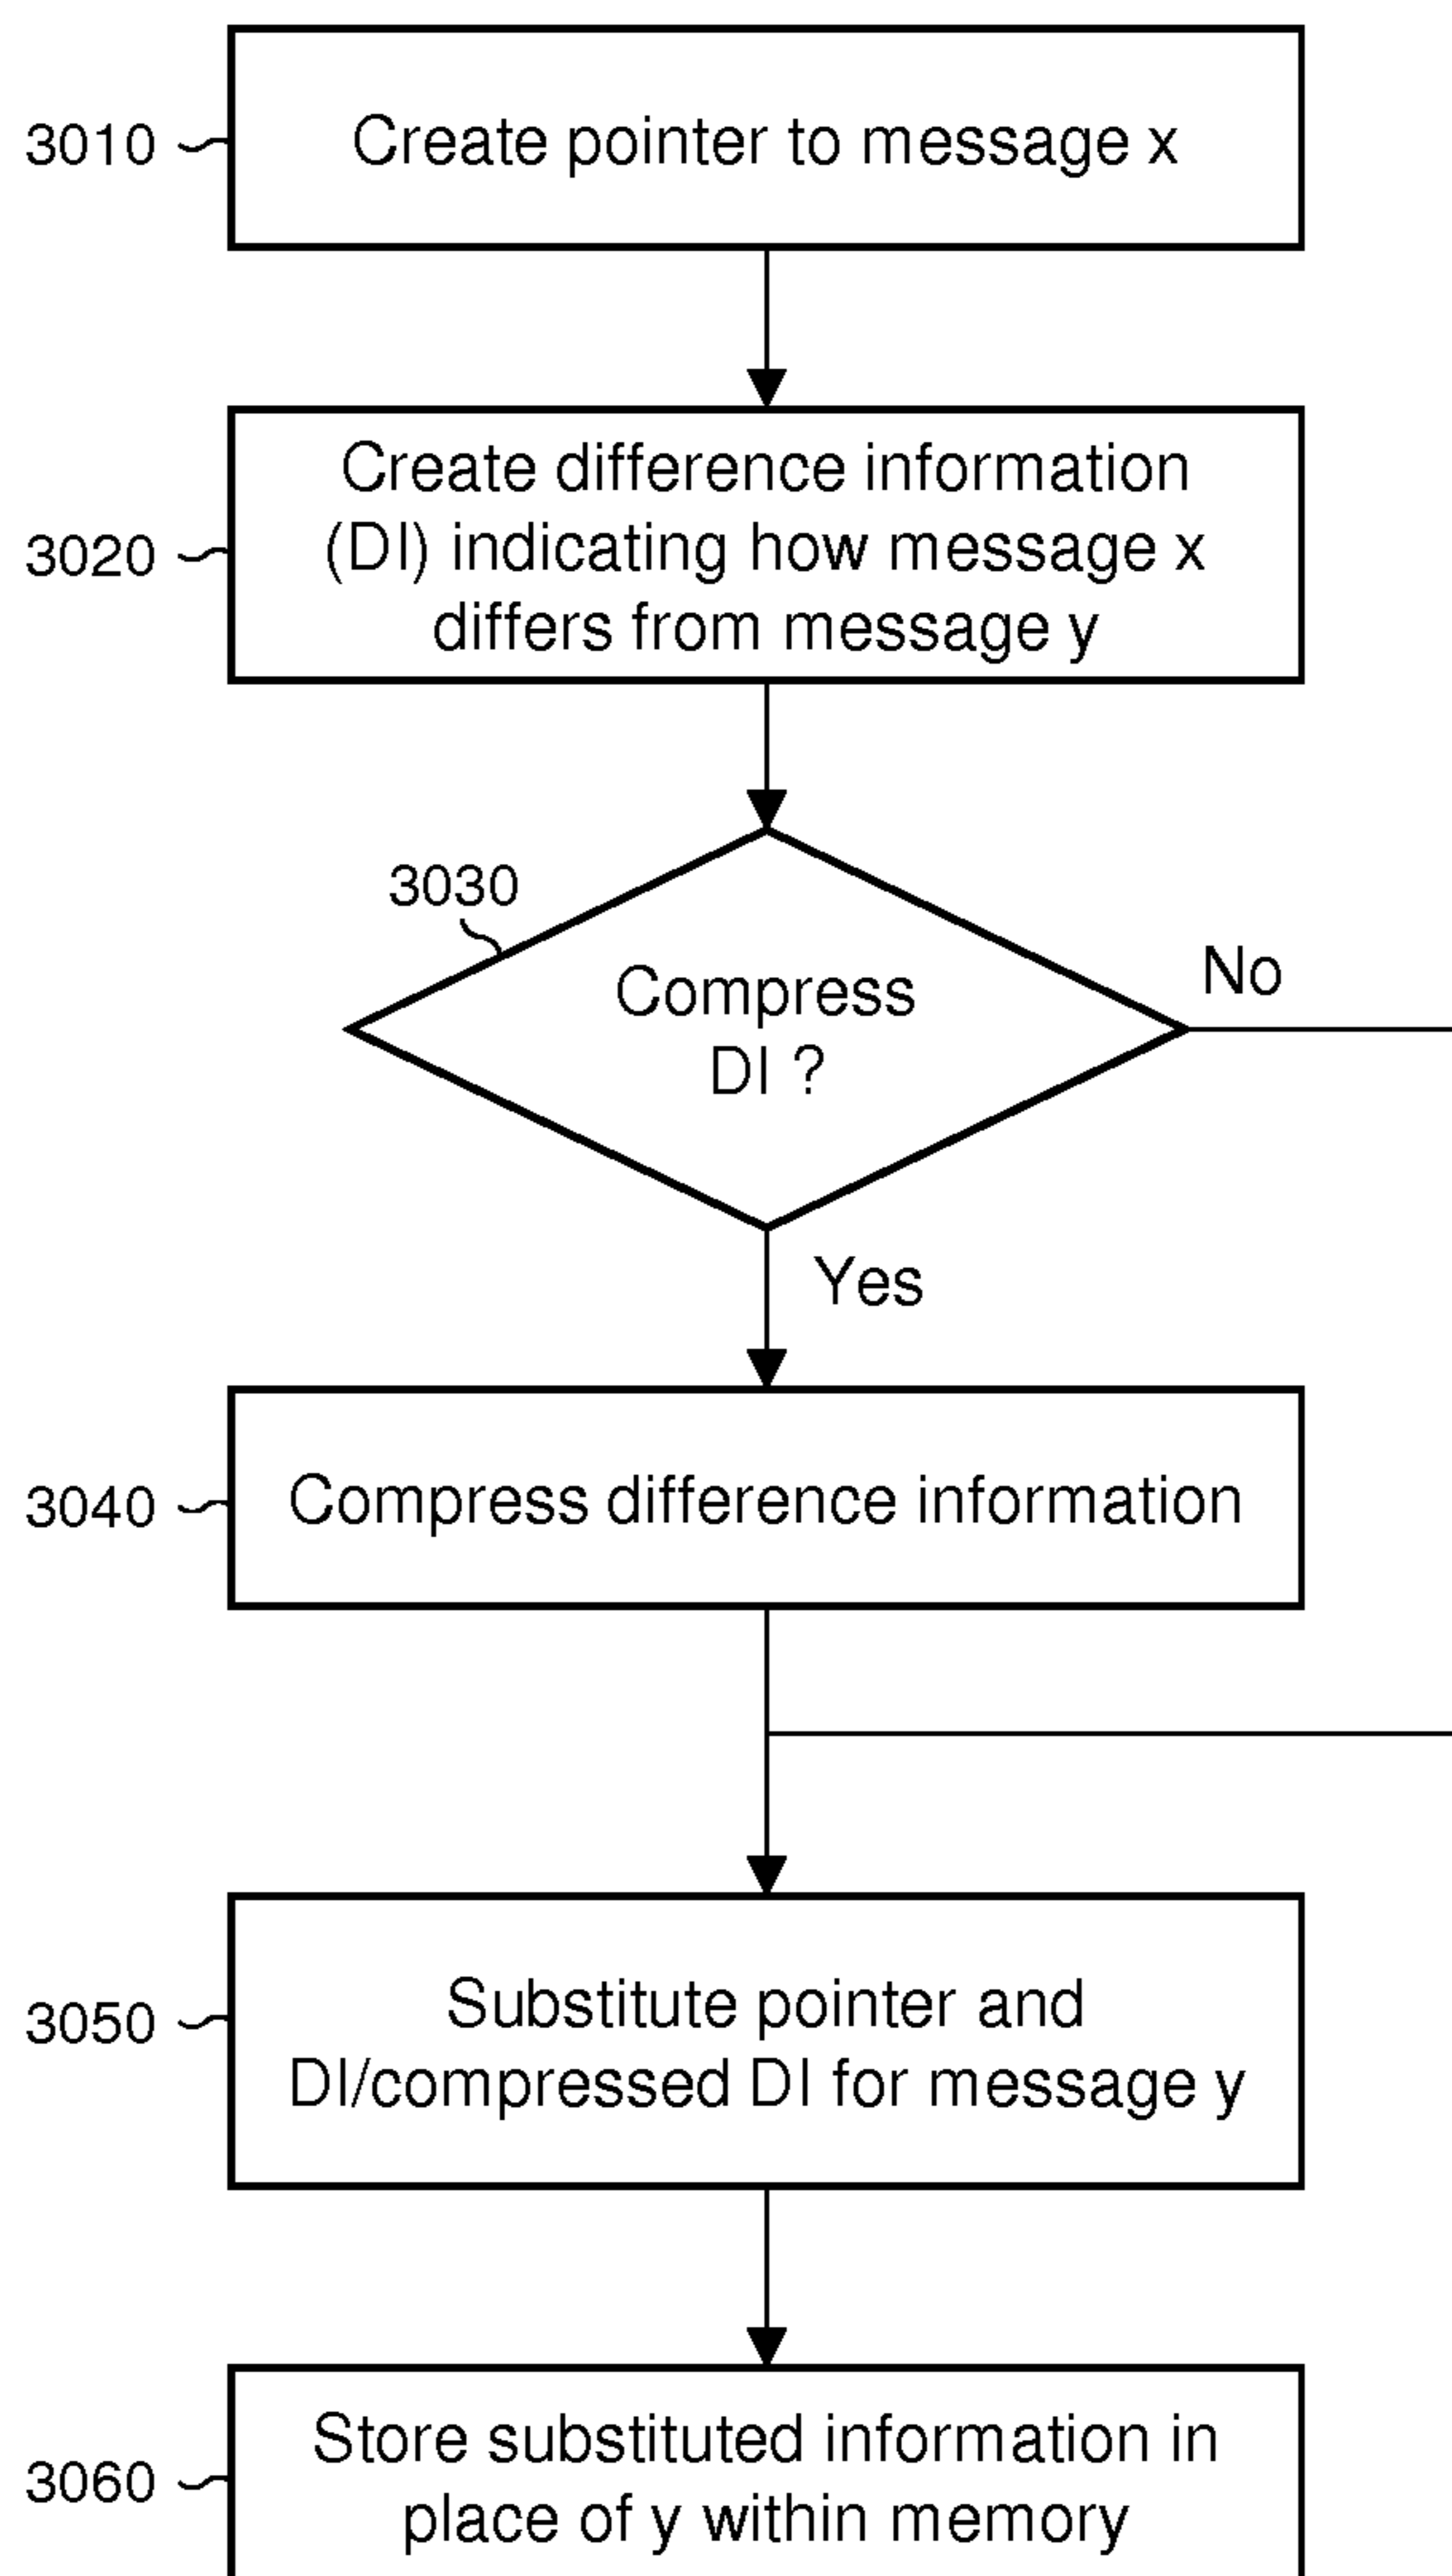 3010
Create pointer to message x
Create difference information
3020
(DI) indicating how message x
differs from message y
3030
Compress
DI ?
No
Yes
3040
Compress difference information
3050
Substitute pointer and
DI/compressed DI for message y
3060
Store substituted information in
place of y within memory